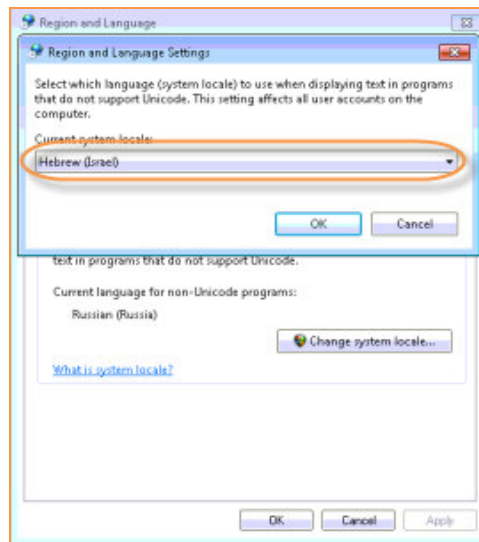 Region and Language
Region and Language Settings
Select which language (system locale) to use when displaying text in programs
that do not support Unicode. This setting affects all user accounts on the
computer.
Current system locale:
Hebrew (Israel)
OK Cancel
text in programs that do not support Unicode.
Current language for non-Unicode programs:
Russian (Russia)
Change system locale...
What is system locale?
OK Cancel Apply